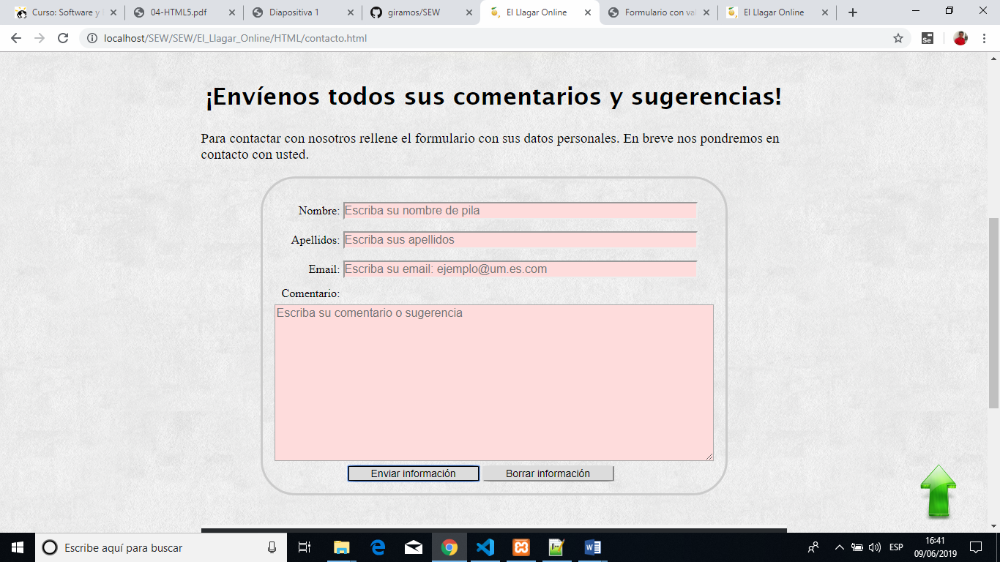 Curso: Software y
04-HTML5.pdf
Diapositiva 1
giramos/SEW
El Llagar Online
Formulario con val
El Llagar Online
localhost/SEW/SEW/El_Llagar_Online/HTML/contacto.html
Se
¡Envíenos todos sus comentarios y sugerencias!
Para contactar con nosotros rellene el formulario con sus datos personales. En breve nos pondremos en
contacto con usted.
Nombre: Escriba su nombre de pila
Apellidos: Escriba sus apellidos
Email: Escriba su email: ejemplo@um.es.com
Comentario:
Escriba su comentario o sugerencia
Enviar información
Borrar información
Escribe aquí para buscar
ESP
16:41
09/06/2019